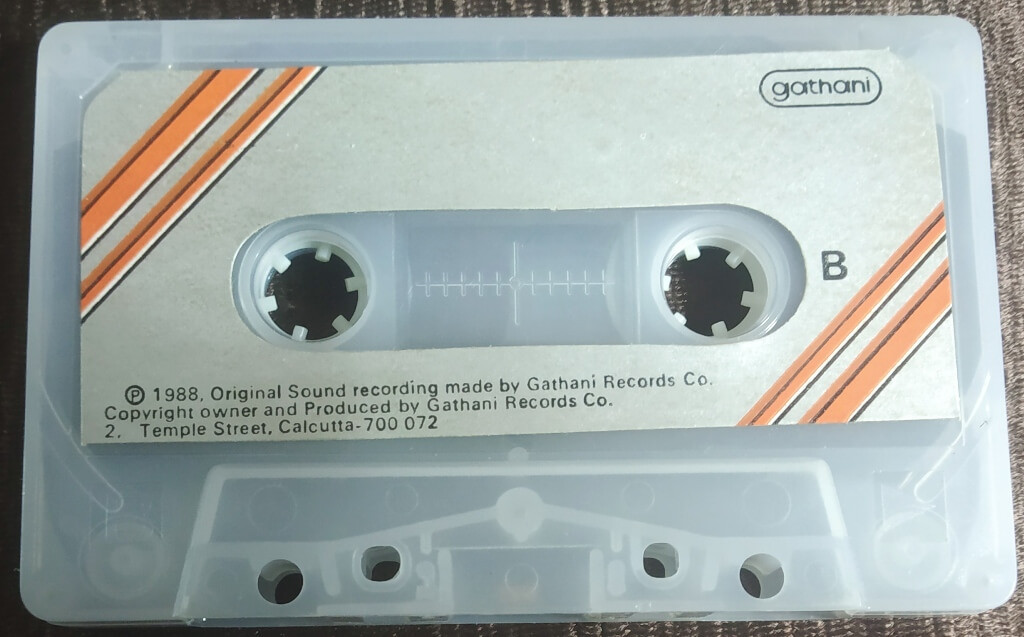 gathani
B
Ⓟ 1988, Original Sound recording made by Gathani Records Co.
Copyright owner and Produced by Gathani Records Co.
2. Temple Street, Calcutta-700 072